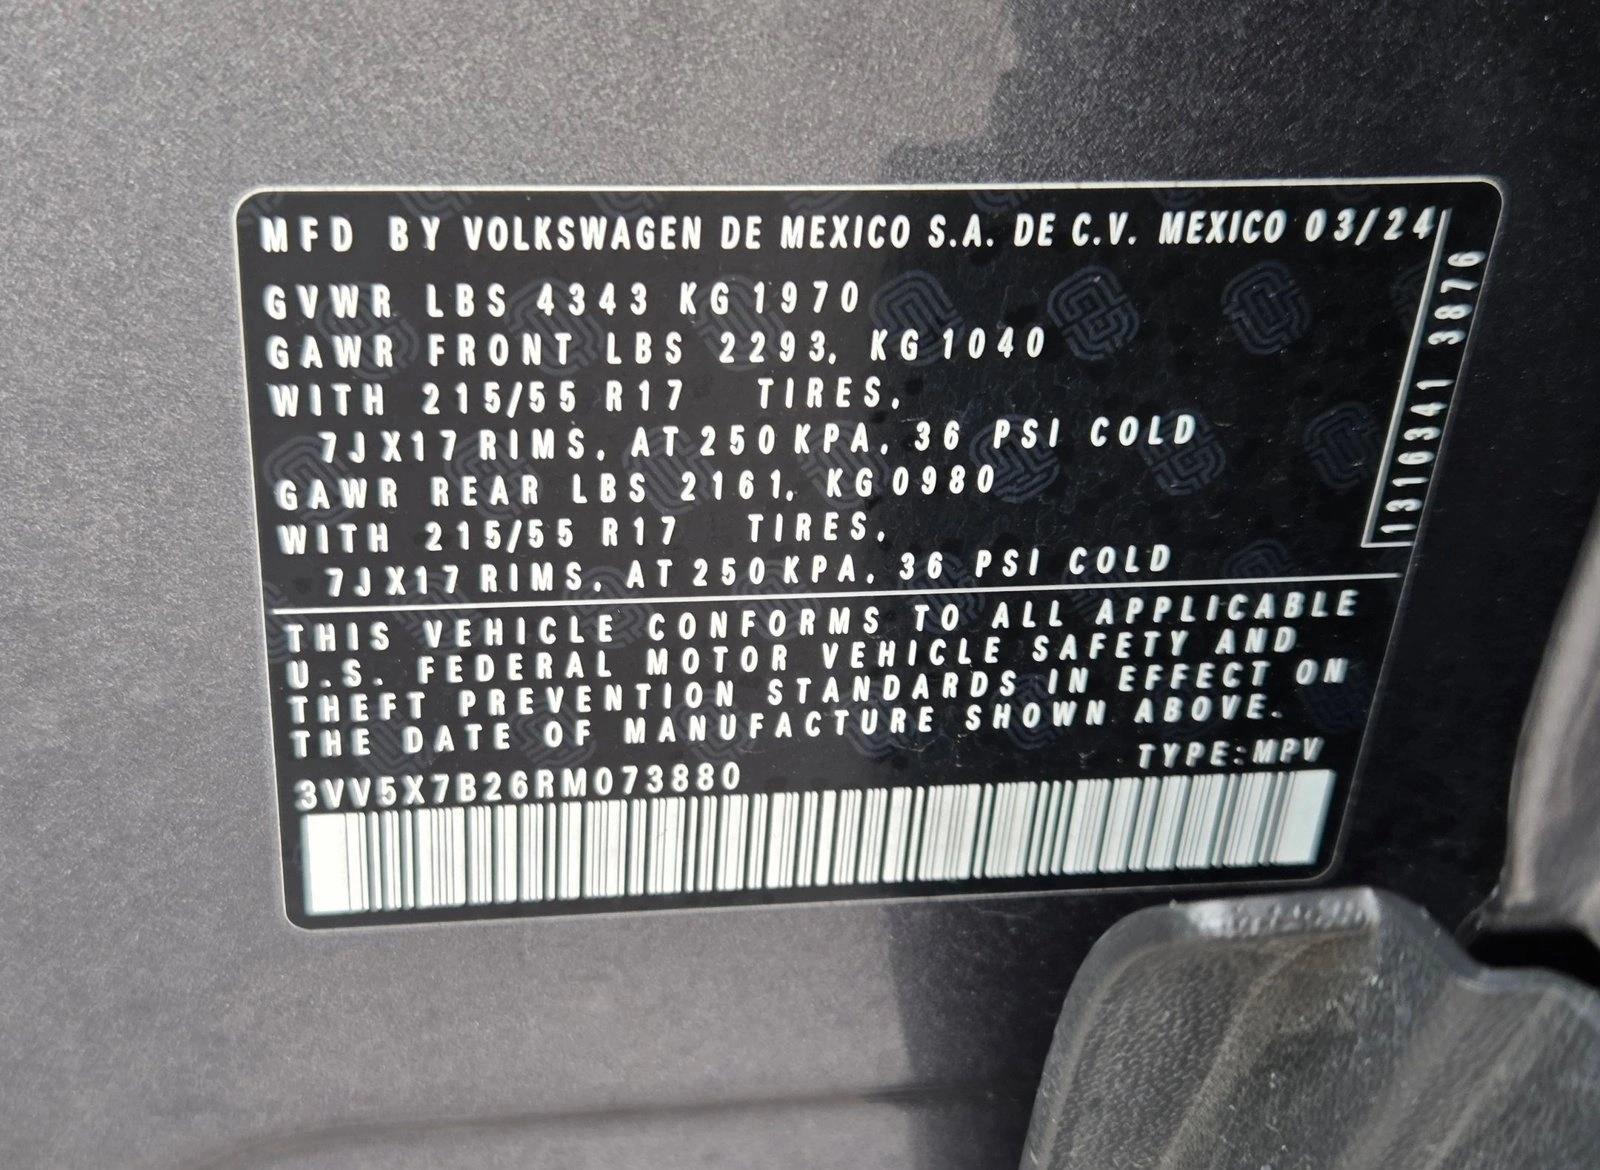 MFD BY VOLKSWAGEN DE MEXICO S.A. DE C.V. MEXICO 03/24
GVWR LBS 4343 KG 1970
GAWR FRONT LBS 2293, KG 1040
WITH 215/55 R17 TIRES,
7JX17 RIMS, AT 250 KPA, 36 PSI COLD
GAWR REAR LBS 2161, KG 0980
WITH 215/55 R17 TIRES,
7JX17 RIMS, AT 250 KPA, 36 PSI COLD
1316341 3876
THIS VEHICLE CONFORMS TO ALL APPLICABLE
U.S. FEDERAL MOTOR VEHICLE SAFETY AND
THEFT PREVENTION STANDARDS IN EFFECT ON
THE DATE OF MANUFACTURE SHOWN ABOVE.
TYPE:MPV
3VV5X7B26RM073880